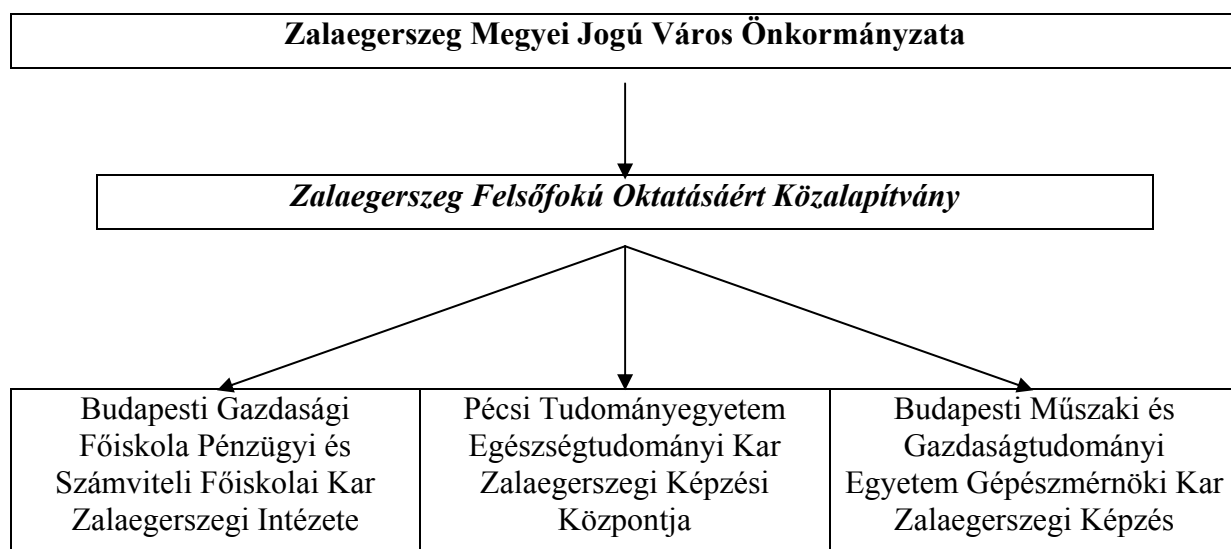 Zalaegerszeg Megyei Jogú Város Önkormányzata
Zalaegerszeg Felsőfokú Oktatásáért Közalapítvány
Budapesti Gazdasági
Főiskola Pénzügyi és
Számviteli Főiskolai Kar
Zalaegerszegi Intézete
Pécsi Tudományegyetem
Egészségtudományi Kar
Zalaegerszegi Képzési
Központja
Budapesti Műszaki és
Gazdaságtudományi
Egyetem Gépészmérnöki Kar
Zalaegerszegi Képzés